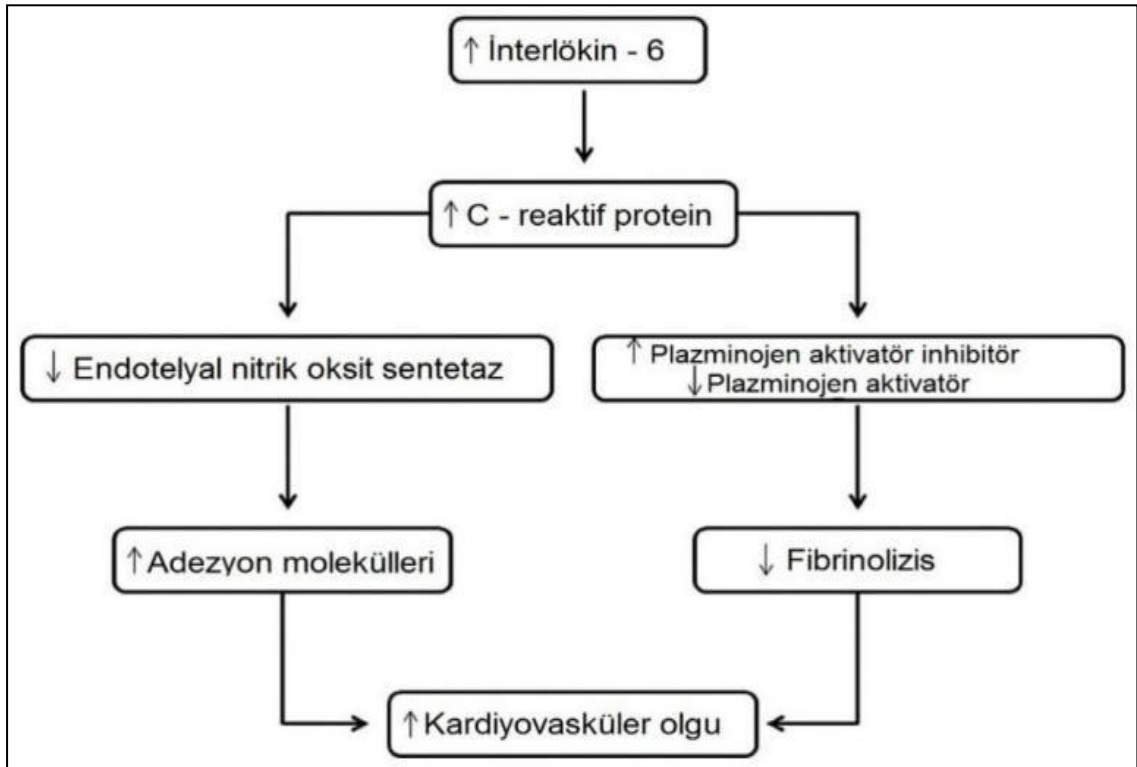 ↑ İnterlökin - 6
↑ C - reaktif protein
↓ Endotelyal nitrik oksit sentetaz
↑ Plazminojen aktivatör inhibitör
↓ Plazminojen aktivatör
↑ Adezyon molekülleri
↓ Fibrinolizis
↑ Kardiyovasküler olgu